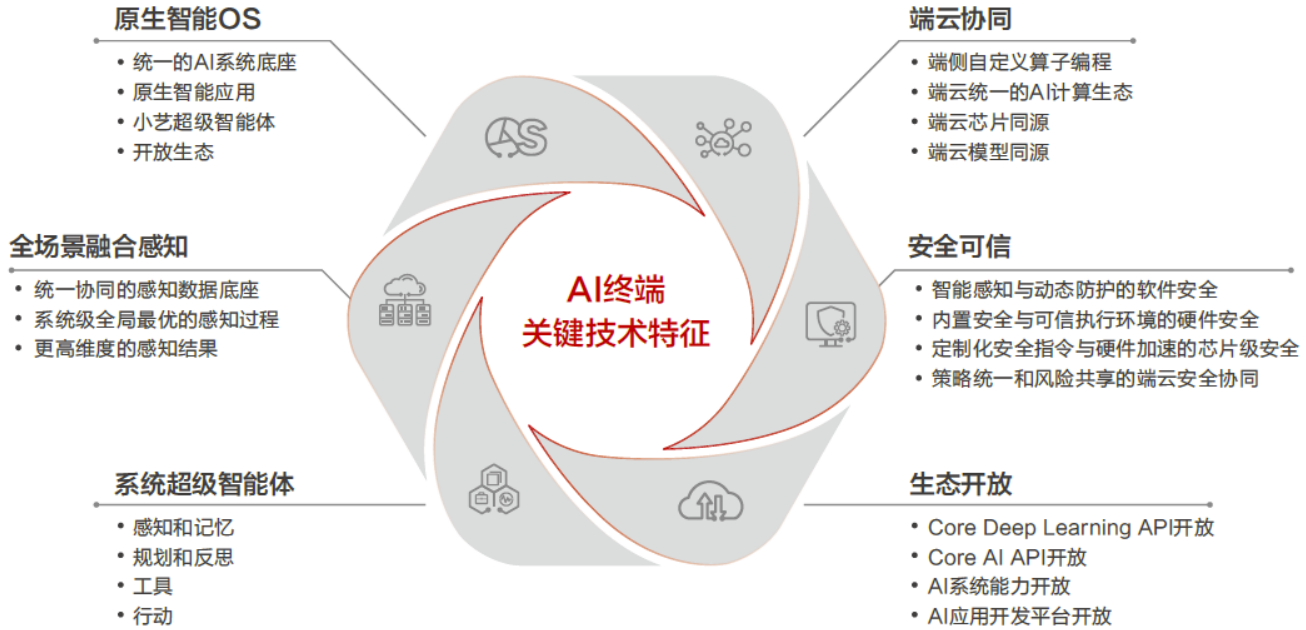 原生智能OS
• 统一的AI系统底座
• 原生智能应用
• 小艺超级智能体
• 开放生态
端云协同
• 端侧自定义算子编程
• 端云统一的AI计算生态
• 端云芯片同源
• 端云模型同源
全场景融合感知
• 统一协同的感知数据底座
• 系统级全局最优的感知过程
• 更高维度的感知结果
AI终端
关键技术特征
安全可信
• 智能感知与动态防护的软件安全
• 内置安全与可信执行环境的硬件安全
• 定制化安全指令与硬件加速的芯片级安全
• 策略统一和风险共享的端云安全协同
系统超级智能体
• 感知和记忆
• 规划和反思
• 工具
• 行动
生态开放
• Core Deep Learning API开放
• Core AI API开放
• AI系统能力开放
• AI应用开发平台开放